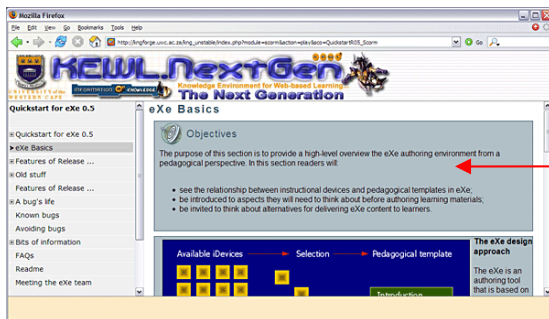 Mozilla Firefox
File Edit View Go Bookmarks Tools Help
Go
KEWL.NextGen
Knowledge Environment for Web-based Learning
INFORMATION KNOWLEDGE
The Next Generation
WESTERN CAPE
Quickstart for eXe 0.5
Quickstart for eXe 0.5
eXe Basics
Features of Release ...
Old stuff
Features of Release ...
A bug's life
Known bugs
Avoiding bugs
Bits of information
FAQs
Readme
Meeting the eXe team
eXe Basics
Objectives
The purpose of this section is to provide a high-level overview the eXe authoring environment from a
pedagogical perspective. In this section readers will:
see the relationship between instructional devices and pedagogical templates in eXe;
be introduced to aspects they will need to think about before authoring learning materials;
be invited to think about alternatives for delivering eXe content to learners.
Available iDevices
Selection
Pedagogical template
Introduction
The eXe design
approach
The eXe is an
authoring tool
that is based on